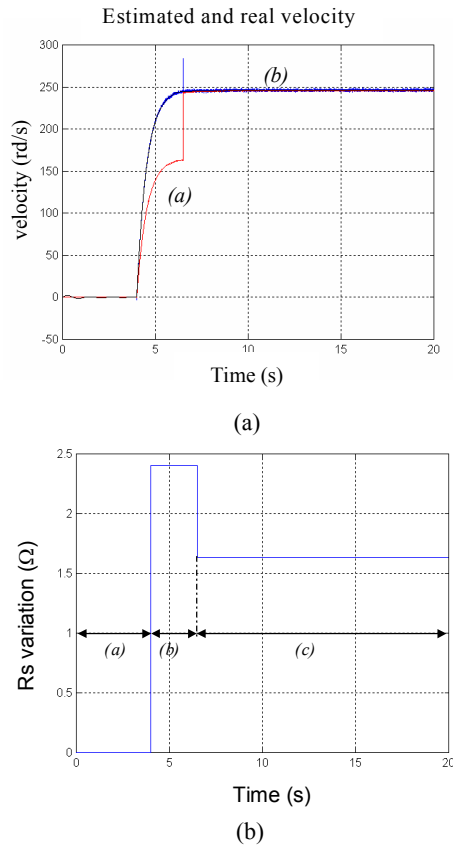 Estimated and real velocity
300
250
200
150
100
50
0
-50
velocity (rd/s)
(b)
(a)
0 5 10 15 20
Time (s)
(a)
2.5
2
1.5
1
0.5
0
Rs variation (Ω)
(a) (b) (c)
0 5 10 15 20
Time (s)
(b)